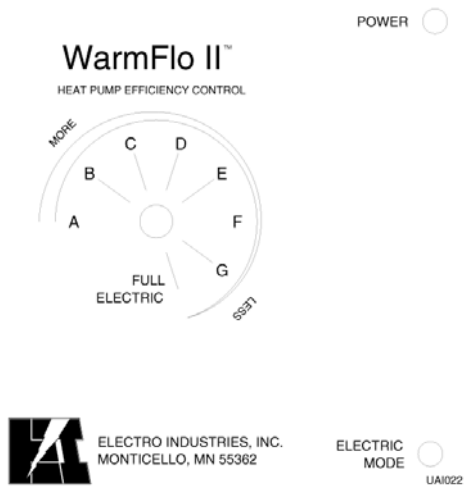 POWER
WarmFlo II™
HEAT PUMP EFFICIENCY CONTROL
MORE
C D
B E
A F
G
FULL
ELECTRIC
LESS
ELECTRO INDUSTRIES, INC.
MONTICELLO, MN 55362
ELECTRIC
MODE
UAI022